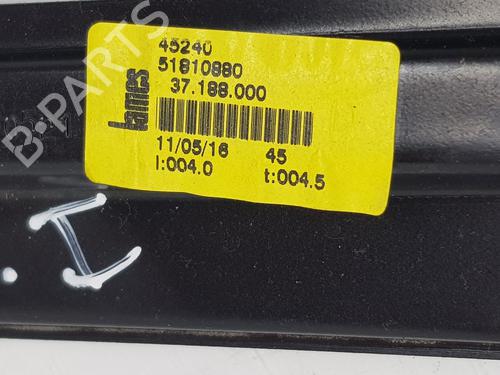 45240
51810880
37.188.000
lames
11/05/16 45
I:004.0 t:004.5
B-PARTS
. I